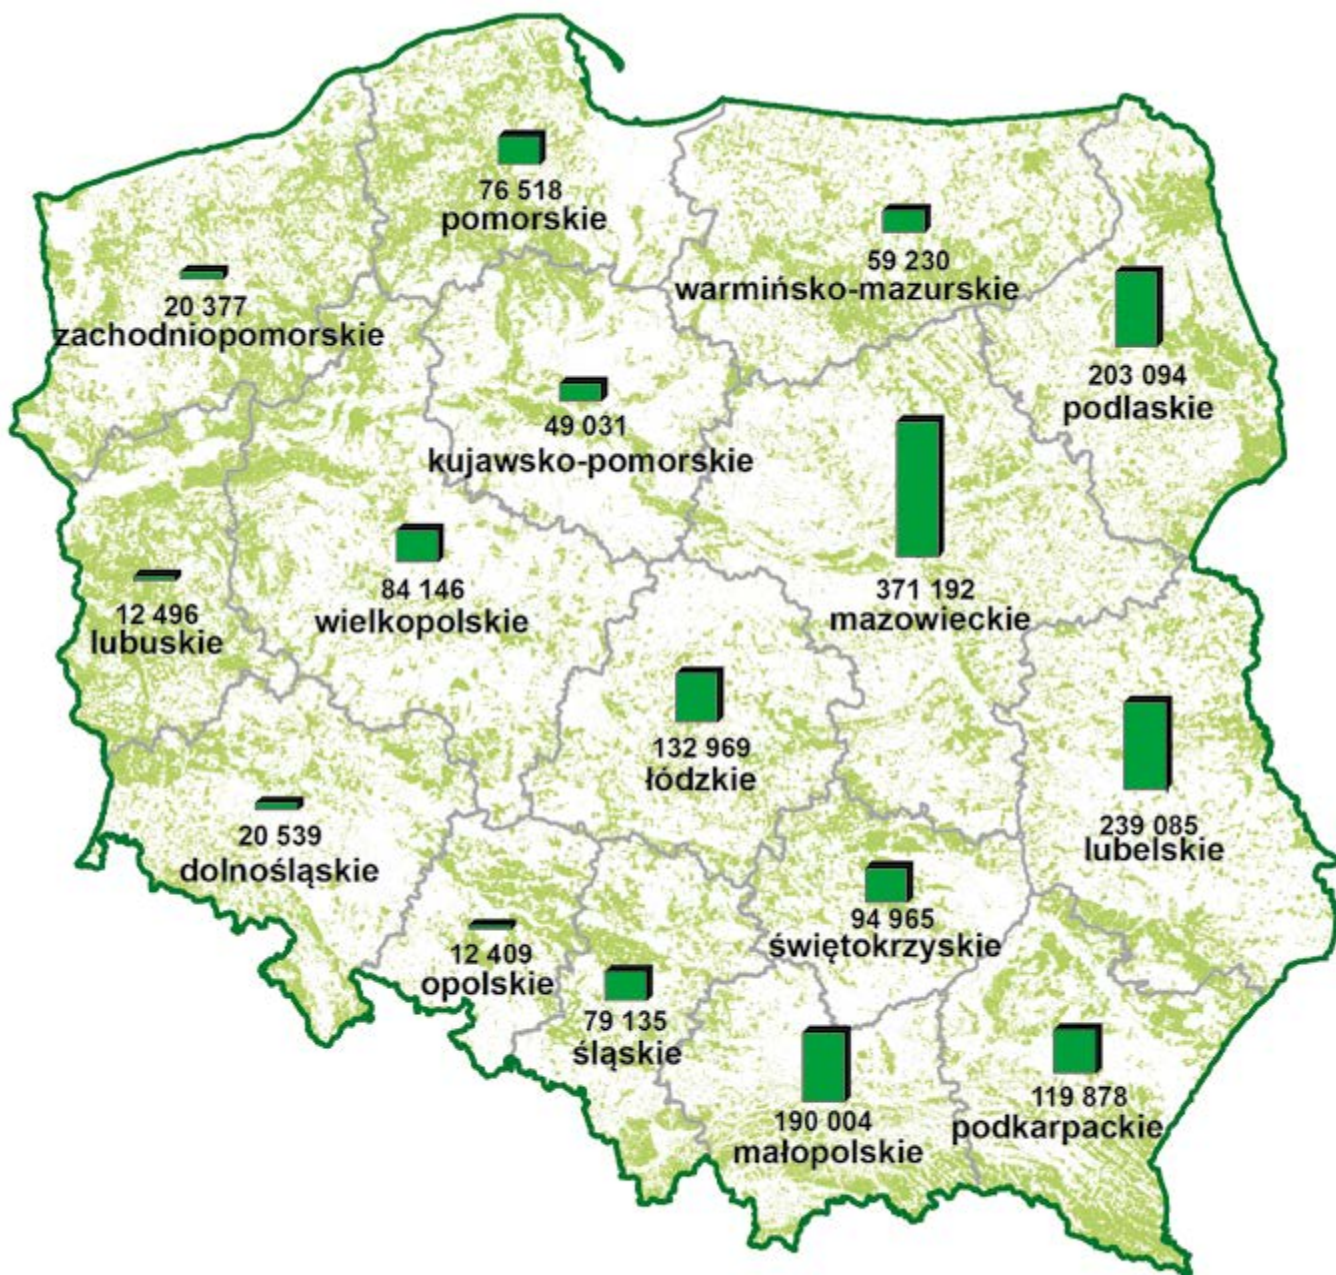 76 518
pomorskie
59 230
warmińsko-mazurskie
20 377
zachodniopomorskie
203 094
podlaskie
49 031
kujawsko-pomorskie
371 192
mazowieckie
84 146
wielkopolskie
12 496
lubuskie
132 969
łódzkie
239 085
lubelskie
20 539
dolnośląskie
94 965
świętokrzyskie
12 409
opolskie
79 135
śląskie
190 004
małopolskie
119 878
podkarpackie